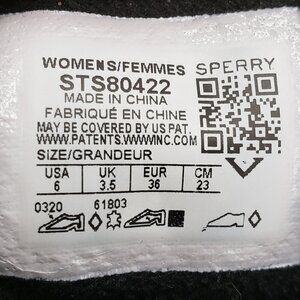 WOMENS/FEMMES SPERRY
STS80422
MADE IN CHINA
FABRIQUÉ EN CHINE
MAY BE COVERED BY US PAT.
WWW.PATENTS.WWWINC.COM
SIZE/GRANDEUR
USA UK EUR CM
6 3.5 36 23
0320 61803